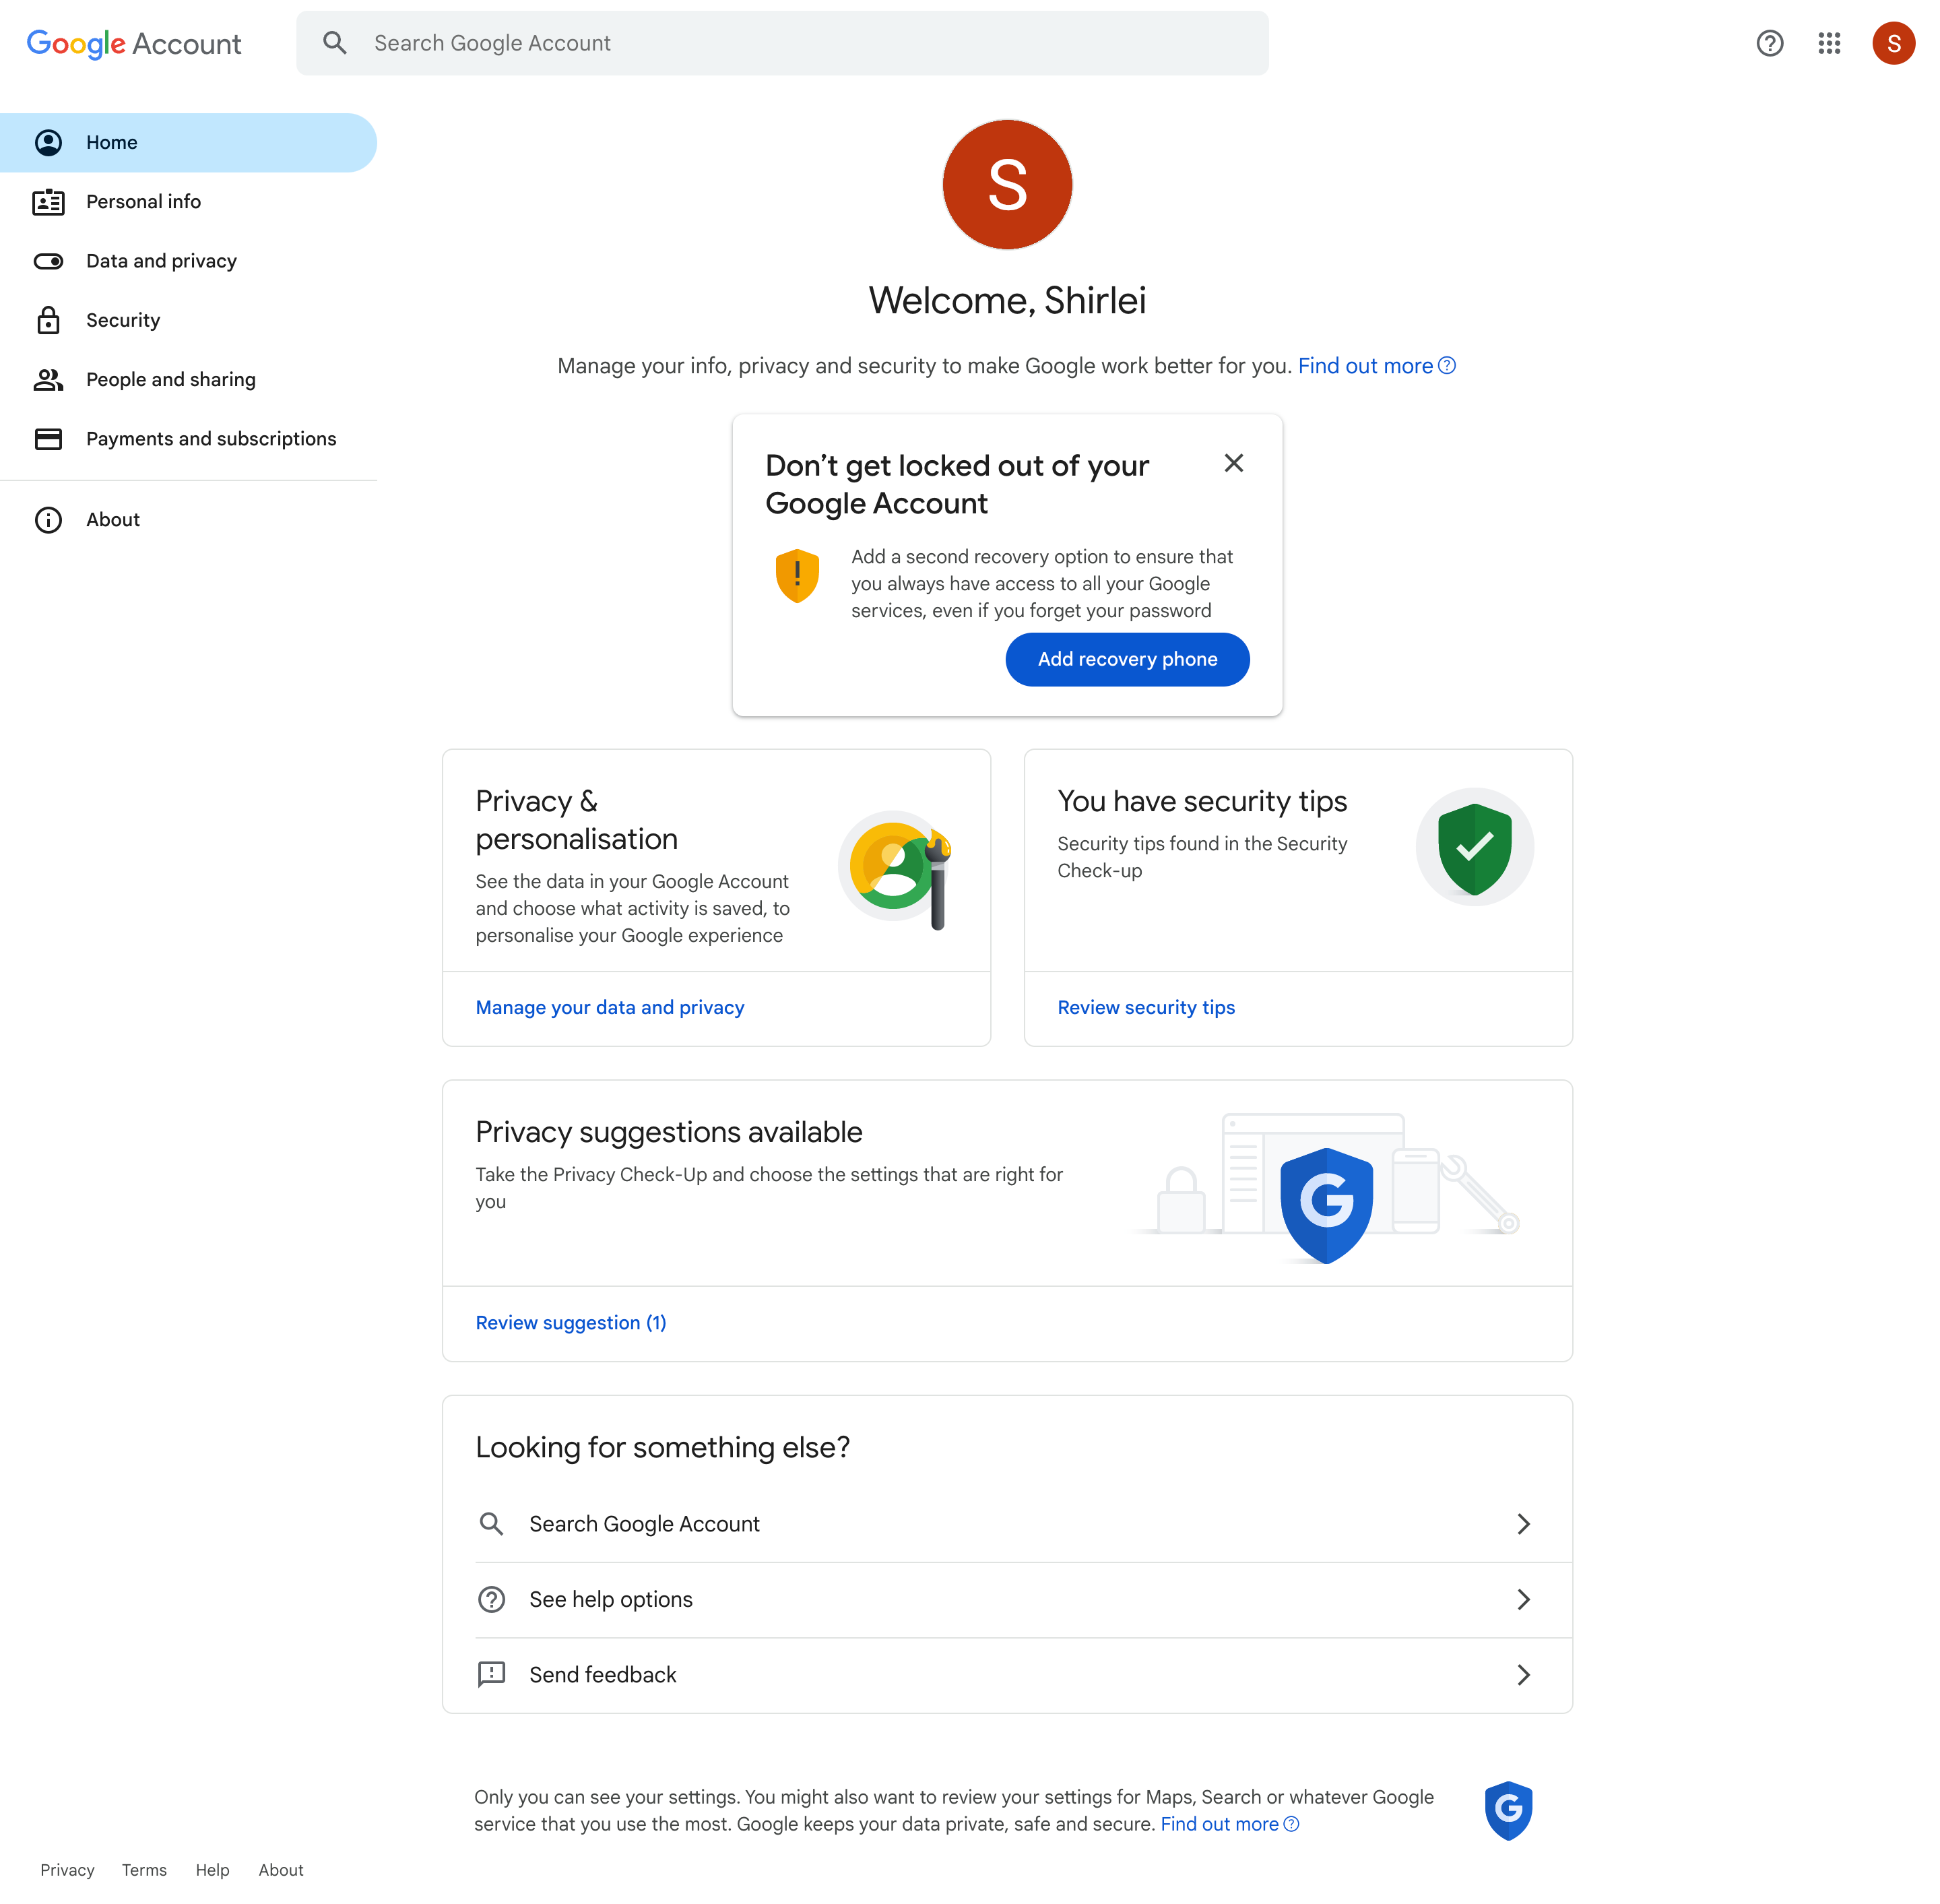 Google Account
Search Google Account
S
Home
Personal info
Data and privacy
Security
People and sharing
Payments and subscriptions
About
S
Welcome, Shirlei
Manage your info, privacy and security to make Google work better for you. Find out more
Don’t get locked out of your
Google Account
Add a second recovery option to ensure that
you always have access to all your Google
services, even if you forget your password
Add recovery phone
Privacy &
personalisation
See the data in your Google Account
and choose what activity is saved, to
personalise your Google experience
Manage your data and privacy
You have security tips
Security tips found in the Security
Check-up
Review security tips
Privacy suggestions available
Take the Privacy Check-Up and choose the settings that are right for
you
G
Review suggestion (1)
Looking for something else?
Search Google Account
See help options
Send feedback
Only you can see your settings. You might also want to review your settings for Maps, Search or whatever Google
service that you use the most. Google keeps your data private, safe and secure. Find out more
G
Privacy Terms Help About